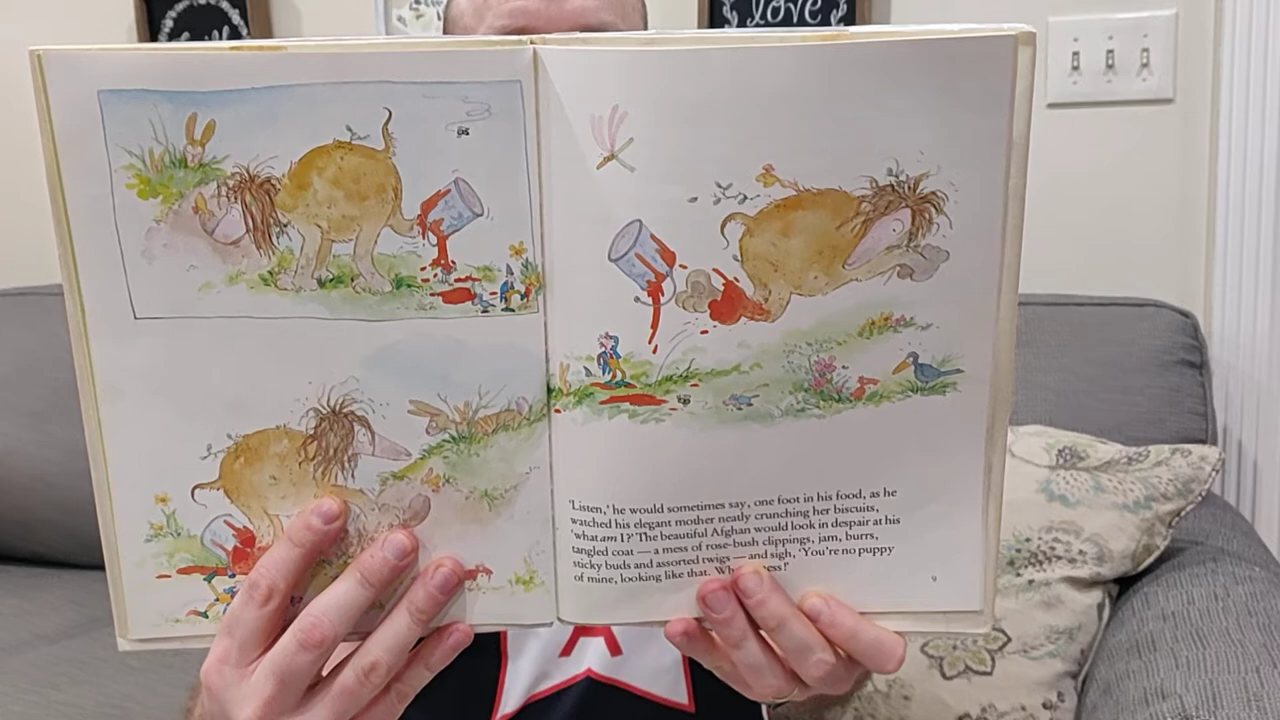 love
'Listen,' he would sometimes say, one foot in his food, as he
watched his elegant mother neatly crunching her biscuits,
'what am I?' The beautiful Afghan would look in despair at his
tangled coat — a mess of rose-bush clippings, jam, burrs,
sticky buds and assorted twigs — and sigh, 'You're no puppy
of mine, looking like that.
9
A